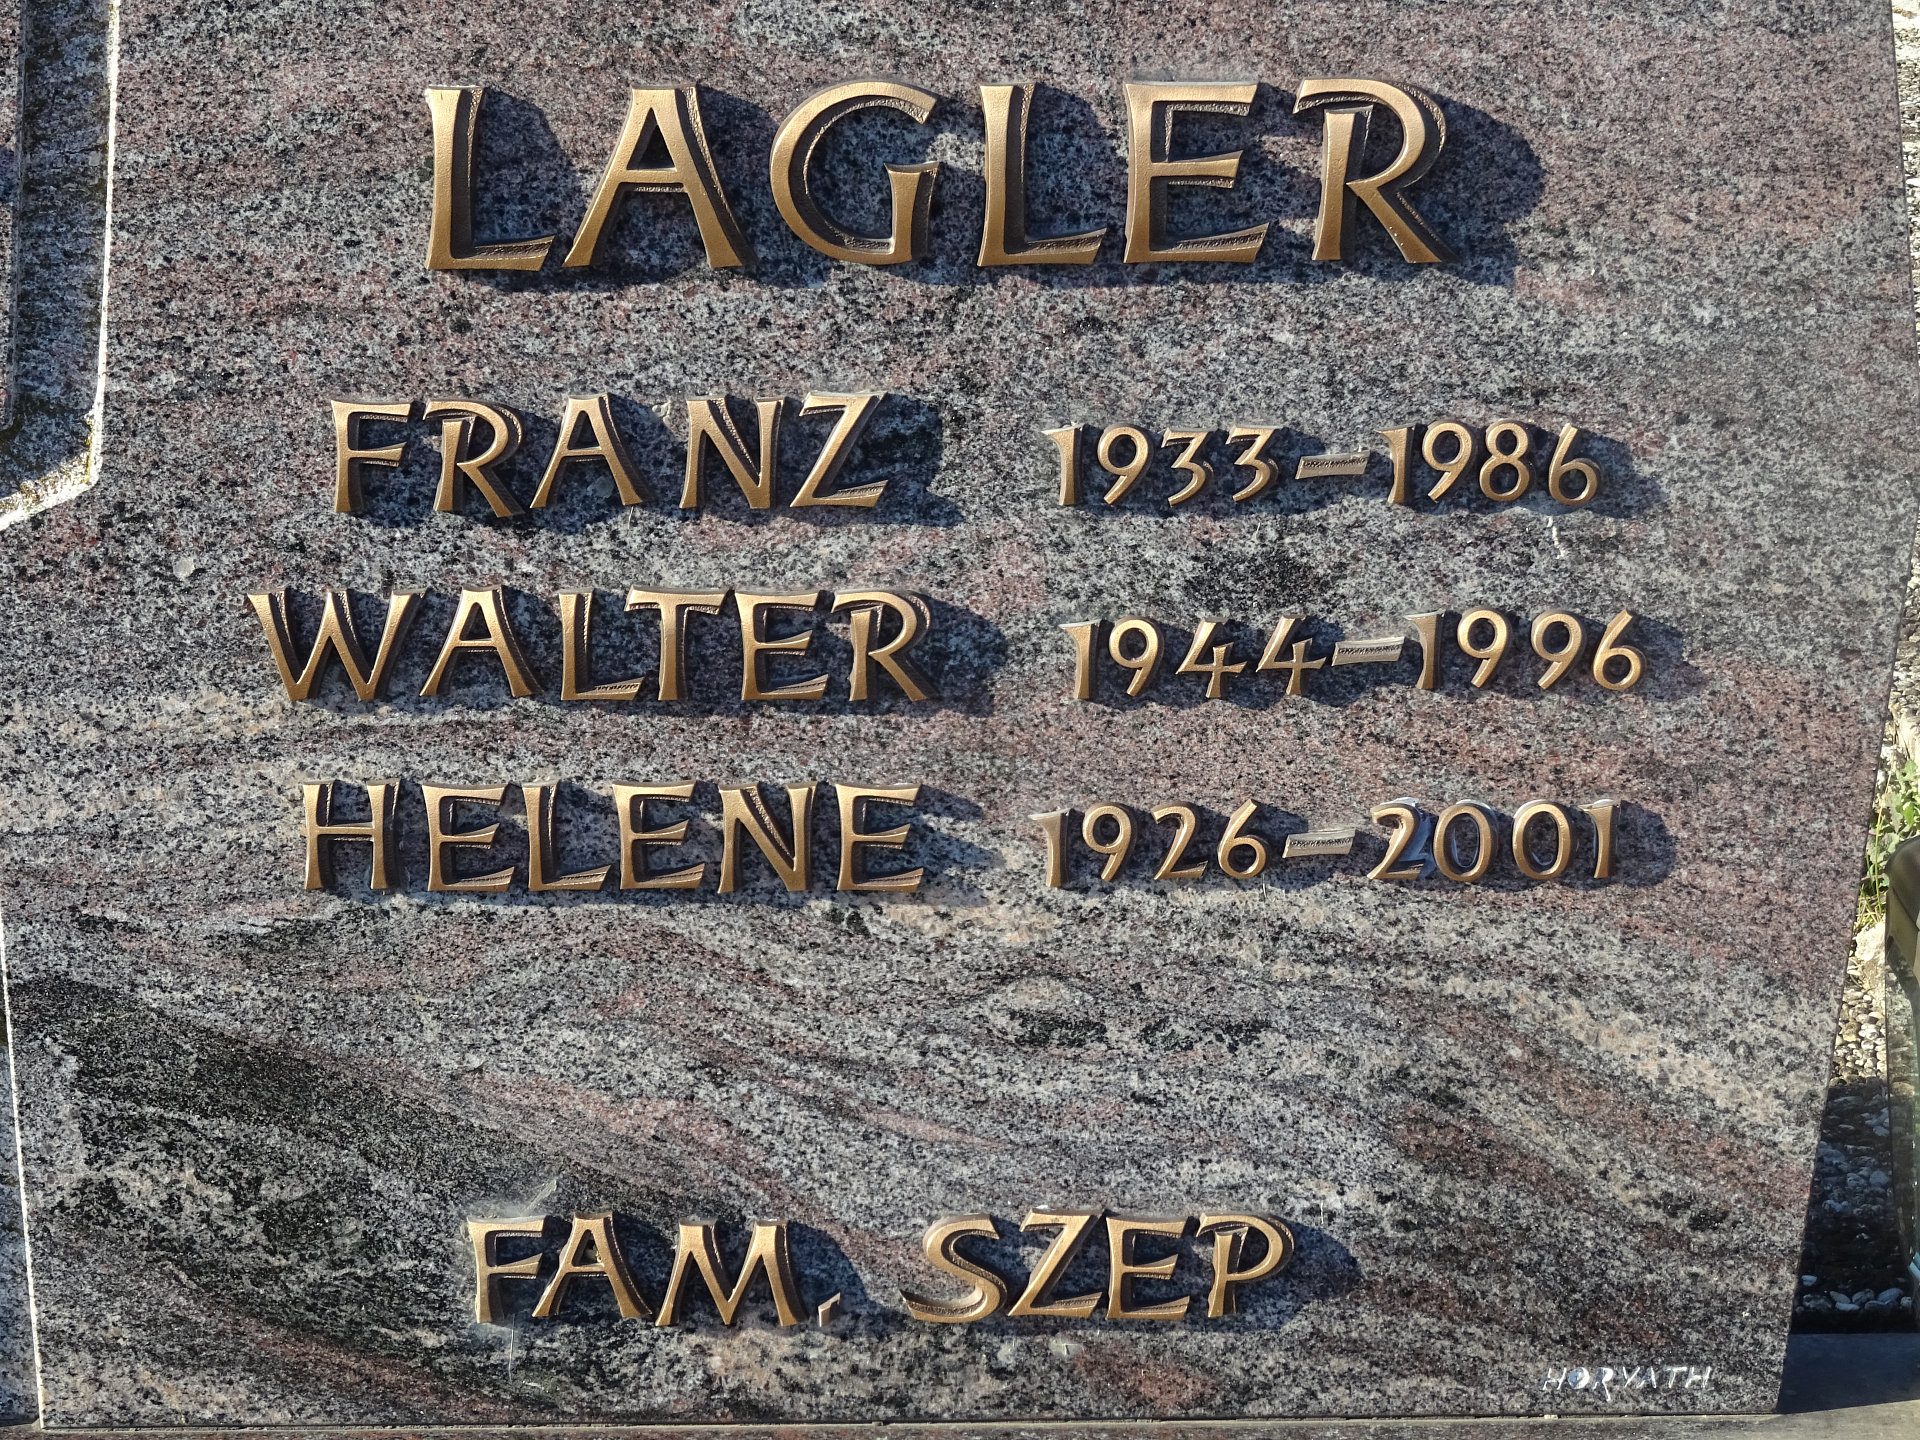 LAGLER
FRANZ 1933-1986
WALTER 1944-1996
HELENE 1926-2001
FAM. SZEP
HORVATH